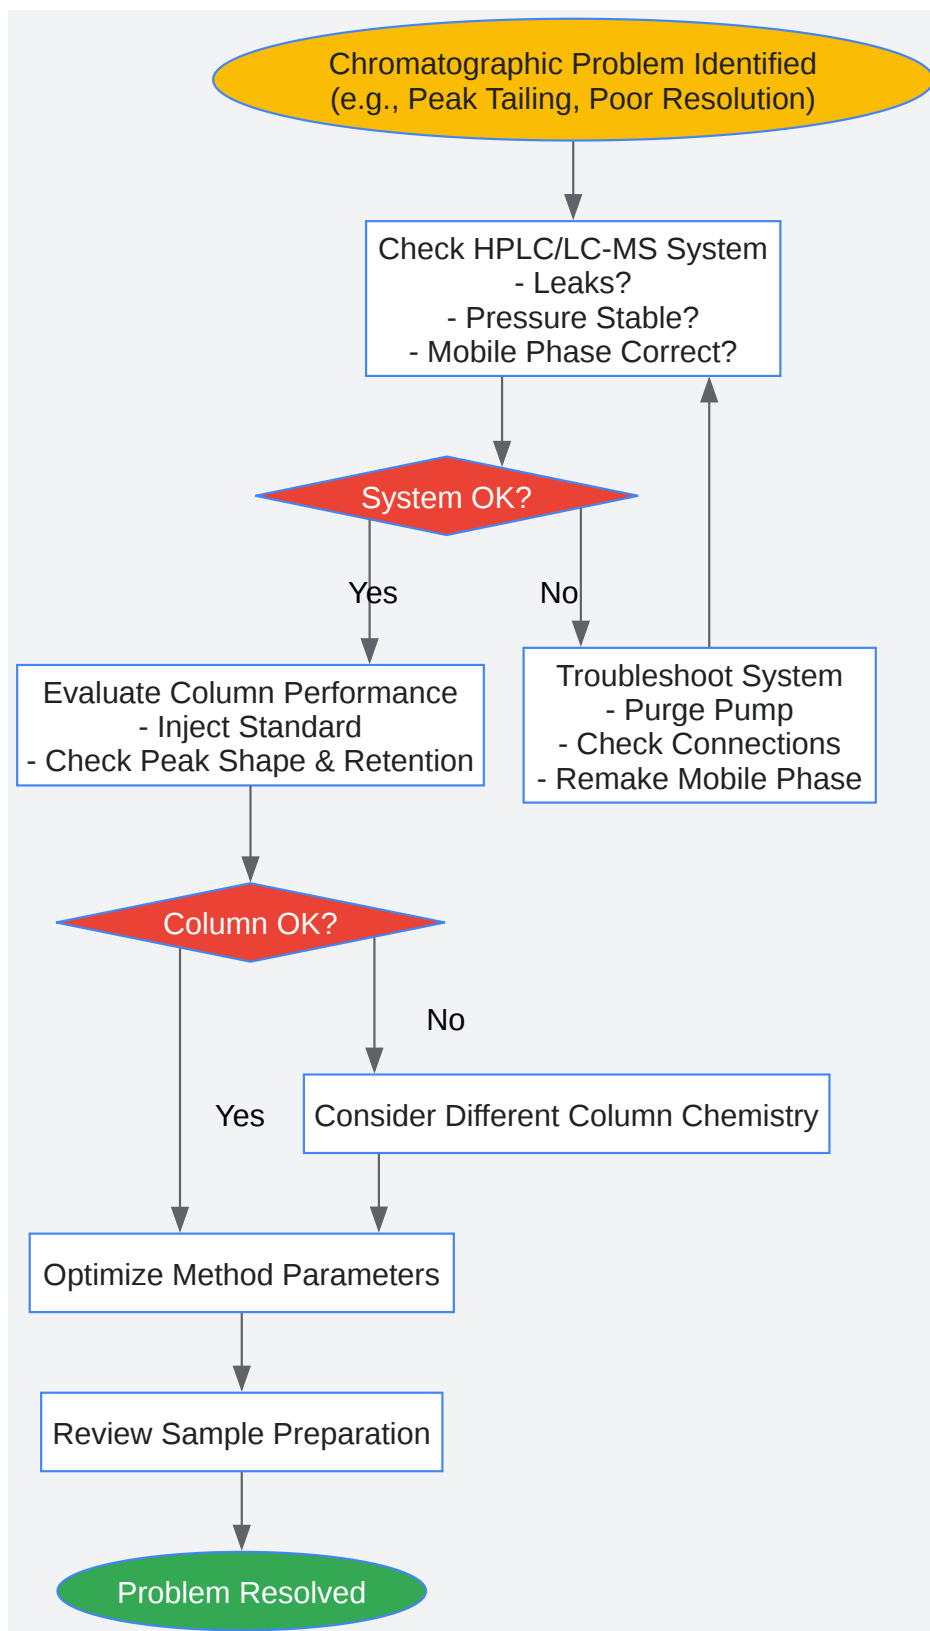 Chromatographic Problem Identified
(e.g., Peak Tailing, Poor Resolution)
Check HPLC/LC-MS System
- Leaks?
- Pressure Stable?
- Mobile Phase Correct?
System OK?
Yes
No
Evaluate Column Performance
- Inject Standard
- Check Peak Shape & Retention
Troubleshoot System
- Purge Pump
- Check Connections
- Remake Mobile Phase
Column OK?
No
Yes
Consider Different Column Chemistry
Optimize Method Parameters
Review Sample Preparation
Problem Resolved